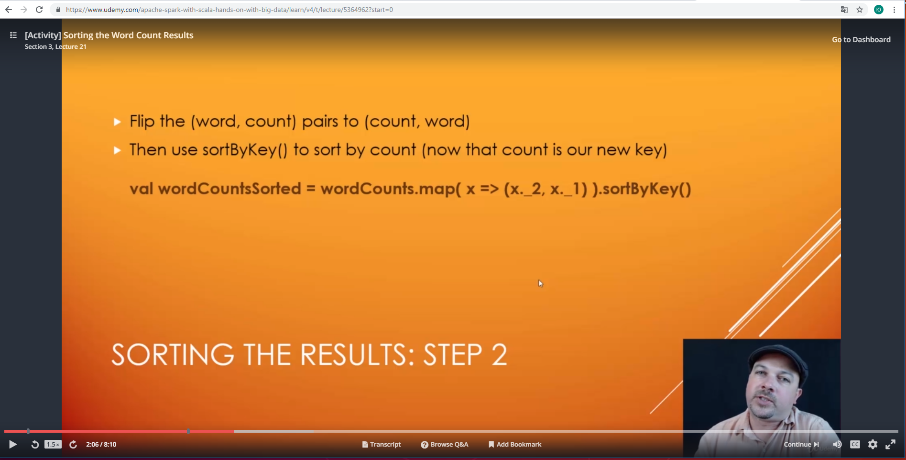 https://www.udemy.com/apache-spark-with-scala-hands-on-with-big-data/learn/v4/t/lecture/5364962?start=0
[Activity] Sorting the Word Count Results
Section 3, Lecture 21
Go to Dashboard
Flip the (word, count) pairs to (count, word)
Then use sortByKey() to sort by count (now that count is our new key)
val wordCountsSorted = wordCounts.map( x => (x._2, x._1) ).sortByKey()
SORTING THE RESULTS: STEP 2
1.5×
2:06 / 8:10
Transcript
Browse Q&A
Add Bookmark
Continue